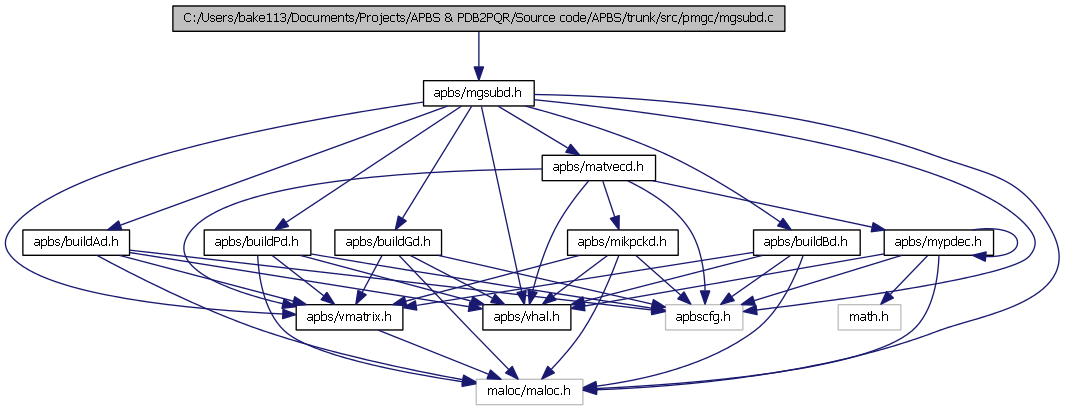 C:/Users/bake113/Documents/Projects/APBS & PDB2PQR/Source code/APBS/trunk/src/pmgc/mgsubd.c
apbs/mgsubd.h
apbs/matvecd.h
apbs/buildAd.h
apbs/buildPd.h
apbs/buildGd.h
apbs/mikpckd.h
apbs/buildBd.h
apbs/mypdec.h
apbs/vmatrix.h
apbs/vhal.h
apbscfg.h
math.h
maloc/maloc.h